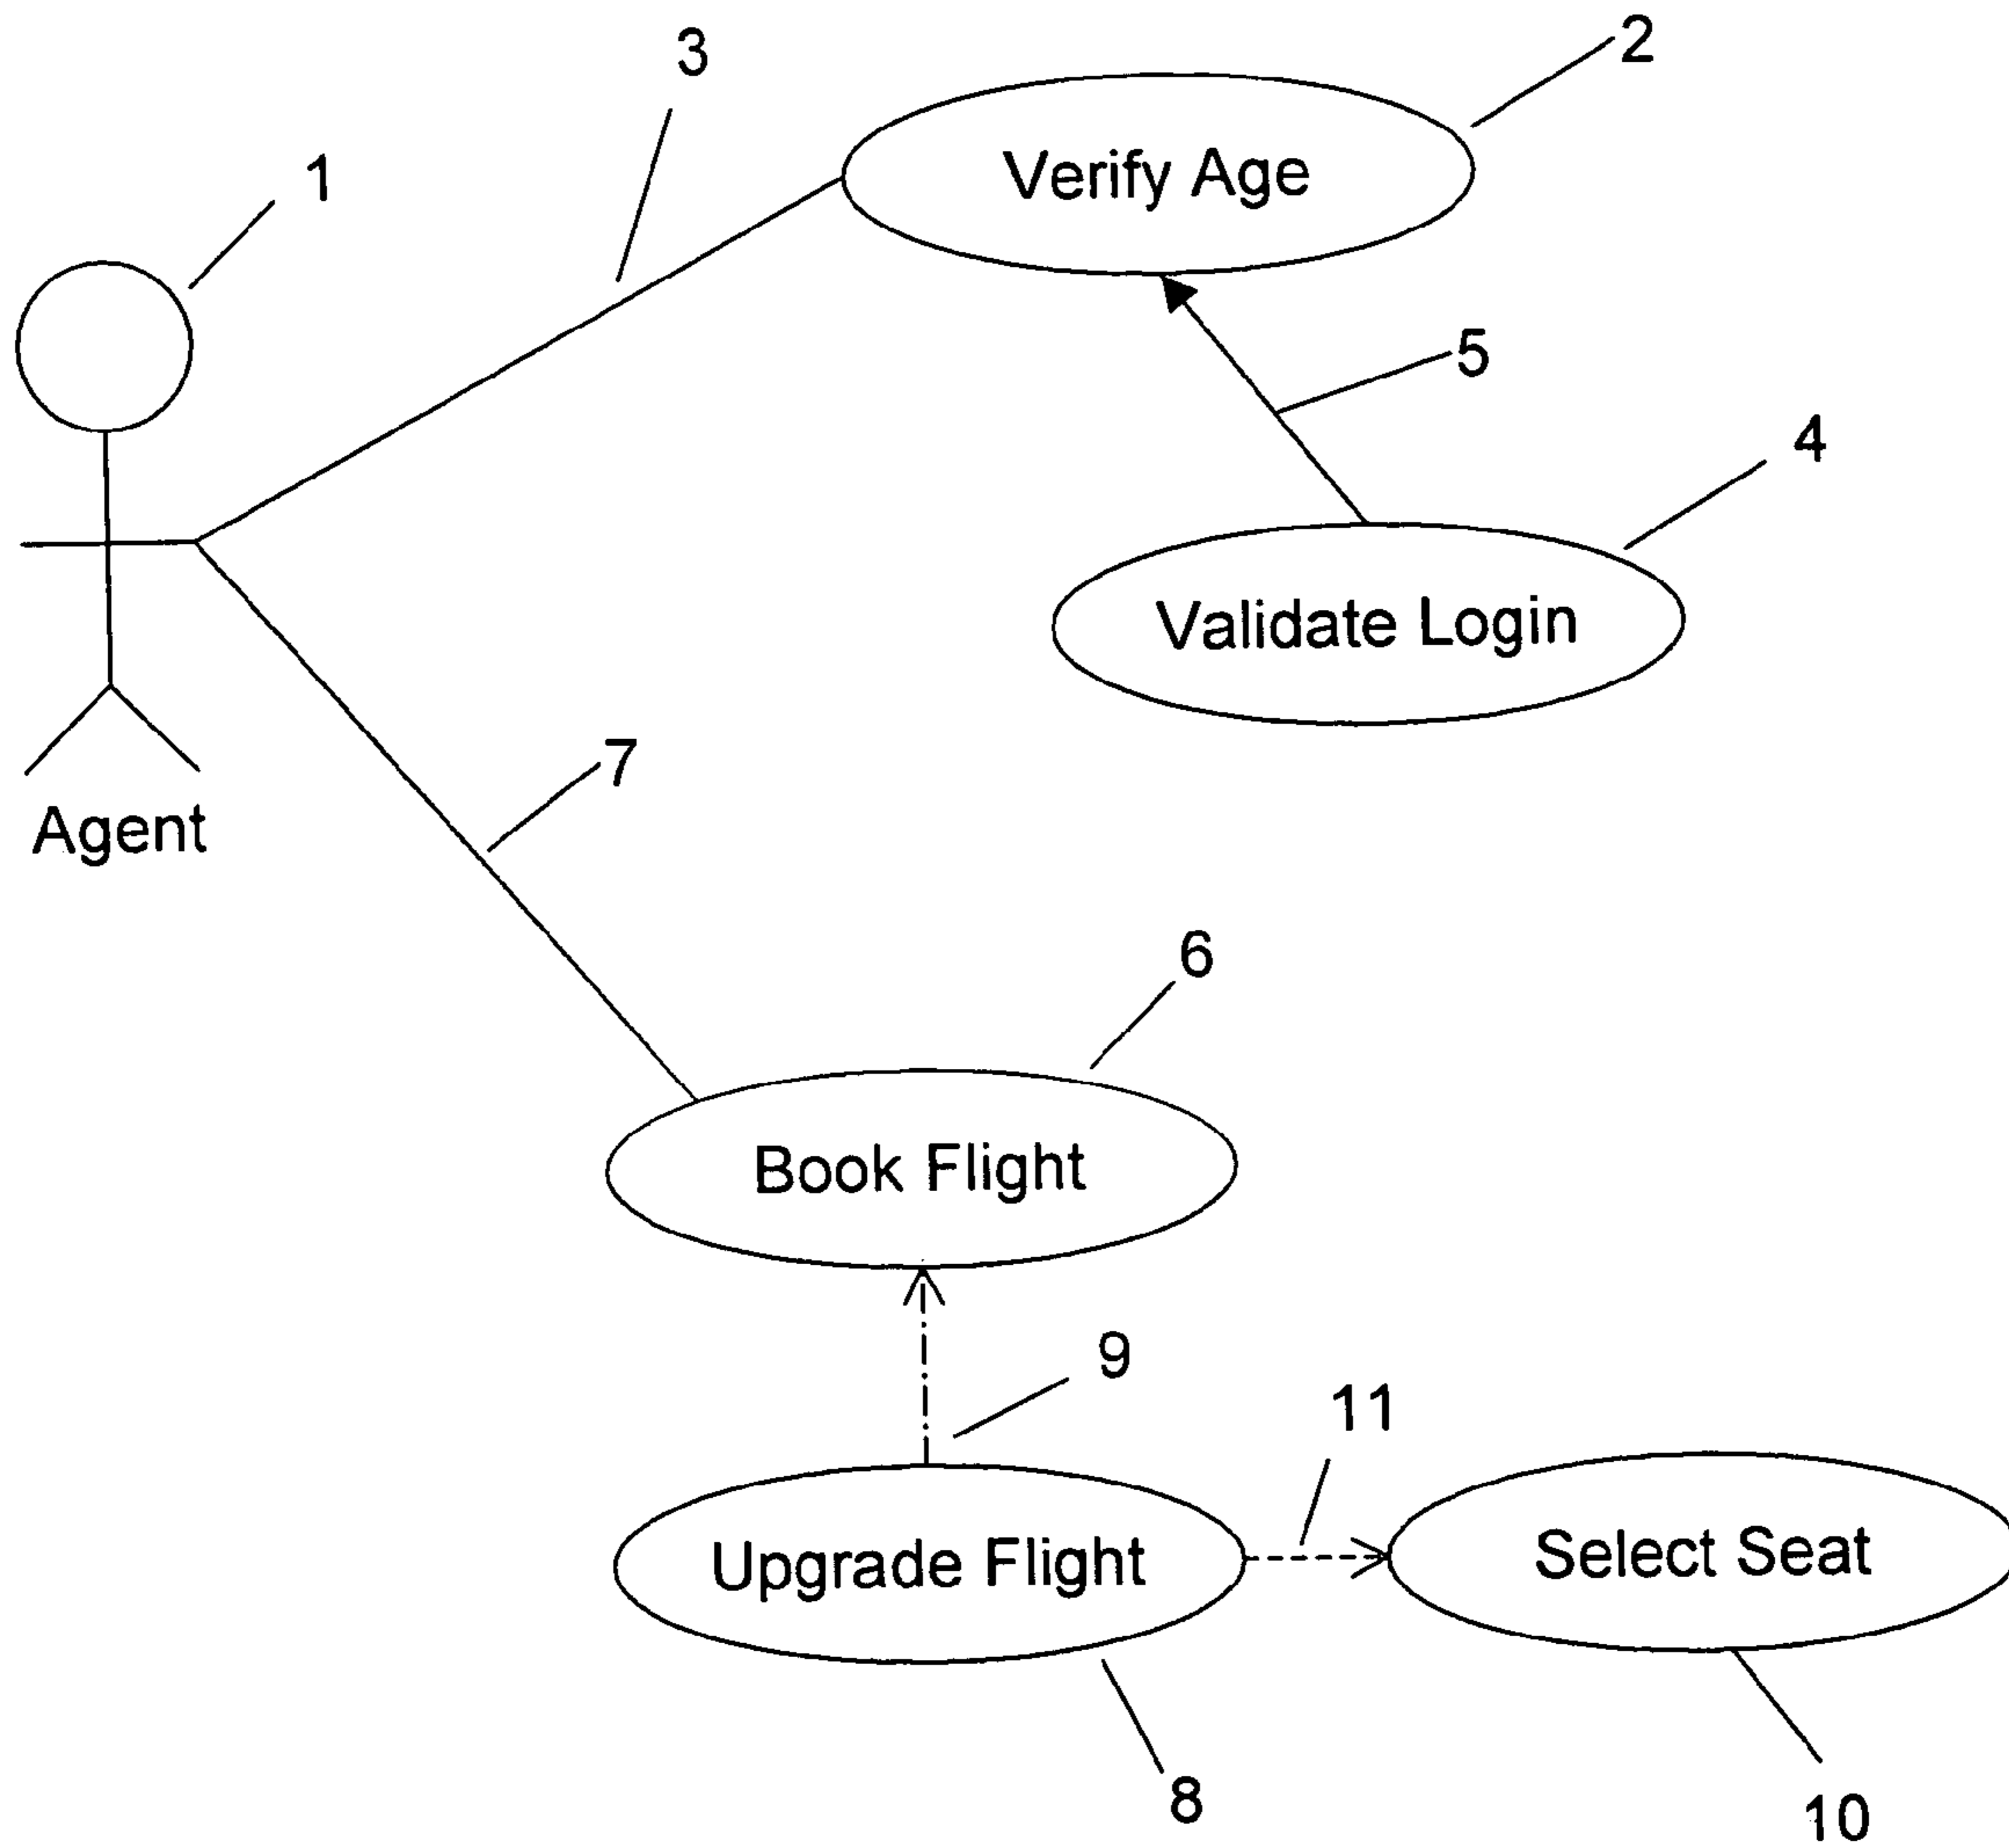 3
2
1
Verify Age
5
4
Validate Login
7
Agent
6
Book Flight
9
11
Upgrade Flight
Select Seat
8
10